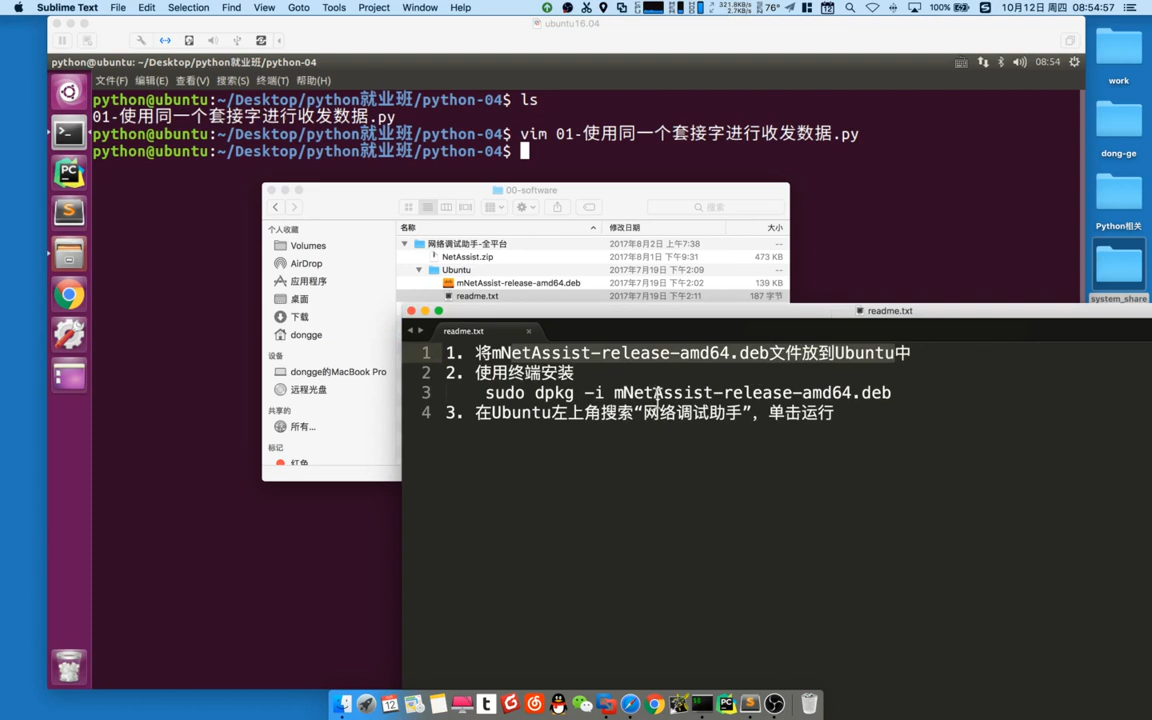 Sublime Text File Edit Selection Find View Goto Tools Project Window Help 321.8KB/s 2.7KB/s 76° 100% 10月12日 周四 08:54:57
ubuntu16.04
python@ubuntu: ~/Desktop/python就业班/python-04 08:54
文件(F) 编辑(E) 查看(V) 搜索(S) 终端(T) 帮助(H)
python@ubuntu:~/Desktop/python就业班/python-04$ ls
01-使用同一个套接字进行收发数据.py
python@ubuntu:~/Desktop/python就业班/python-04$ vim 01-使用同一个套接字进行收发数据.py
python@ubuntu:~/Desktop/python就业班/python-04$
work
dong-ge
Python相关
system_share
00-software
搜索
个人收藏
Volumes
AirDrop
应用程序
桌面
下载
dongge
设备
dongge的MacBook Pro
远程光盘
共享的
所有...
标记
红色
名称 修改日期 大小
网络调试助手-全平台 2017年8月2日 上午7:38 --
NetAssist.zip 2017年8月1日 下午9:31 473 KB
Ubuntu 2017年7月19日 下午2:09 --
mNetAssist-release-amd64.deb 2017年7月19日 下午2:02 139 KB
readme.txt 2017年7月19日 下午2:11 187 字节
readme.txt
readme.txt
1 1. 将mNetAssist-release-amd64.deb文件放到Ubuntu中
2 2. 使用终端安装
3 sudo dpkg -i mNetAssist-release-amd64.deb
4 3. 在Ubuntu左上角搜索“网络调试助手”，单击运行